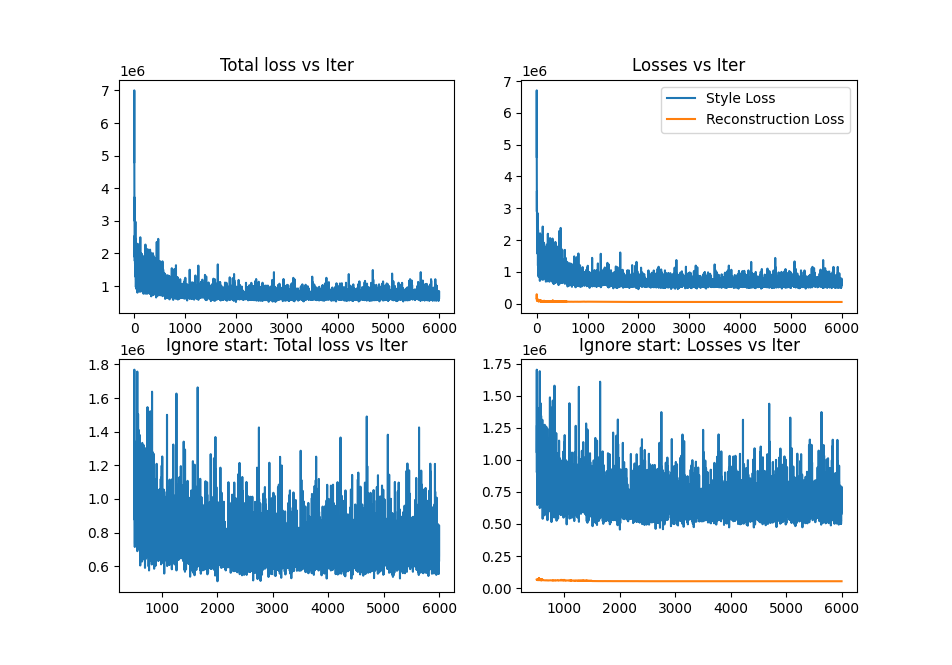 Total loss vs Iter
1e6
7
6
5
4
3
2
1
0 1000 2000 3000 4000 5000 6000
Losses vs Iter
1e6
7
6
5
4
3
2
1
0
Style Loss
Reconstruction Loss
0 1000 2000 3000 4000 5000 6000
Ignore start: Total loss vs Iter
1e6
1.8
1.6
1.4
1.2
1.0
0.8
0.6
1000 2000 3000 4000 5000 6000
Ignore start: Losses vs Iter
1e6
1.75
1.50
1.25
1.00
0.75
0.50
0.25
0.00
1000 2000 3000 4000 5000 6000